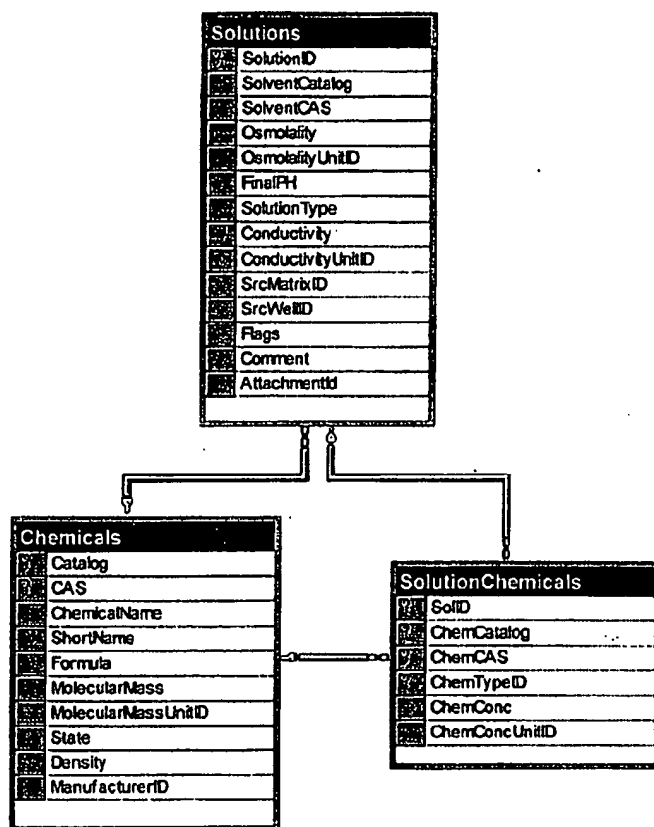 Solutions
SolutionID
SolventCatalog
SolventCAS
Osmolality
OsmolalityUnitID
FinalPH
SolutionType
Conductivity
ConductivityUnitID
SrcMatrixID
SrcWellID
Flags
Comment
AttachmentId
Chemicals
Catalog
CAS
ChemicalName
ShortName
Formula
MolecularMass
MolecularMassUnitID
State
Density
ManufacturerID
SolutionChemicals
SolID
ChemCatalog
ChemCAS
ChemTypeID
ChemConc
ChemConcUnitID